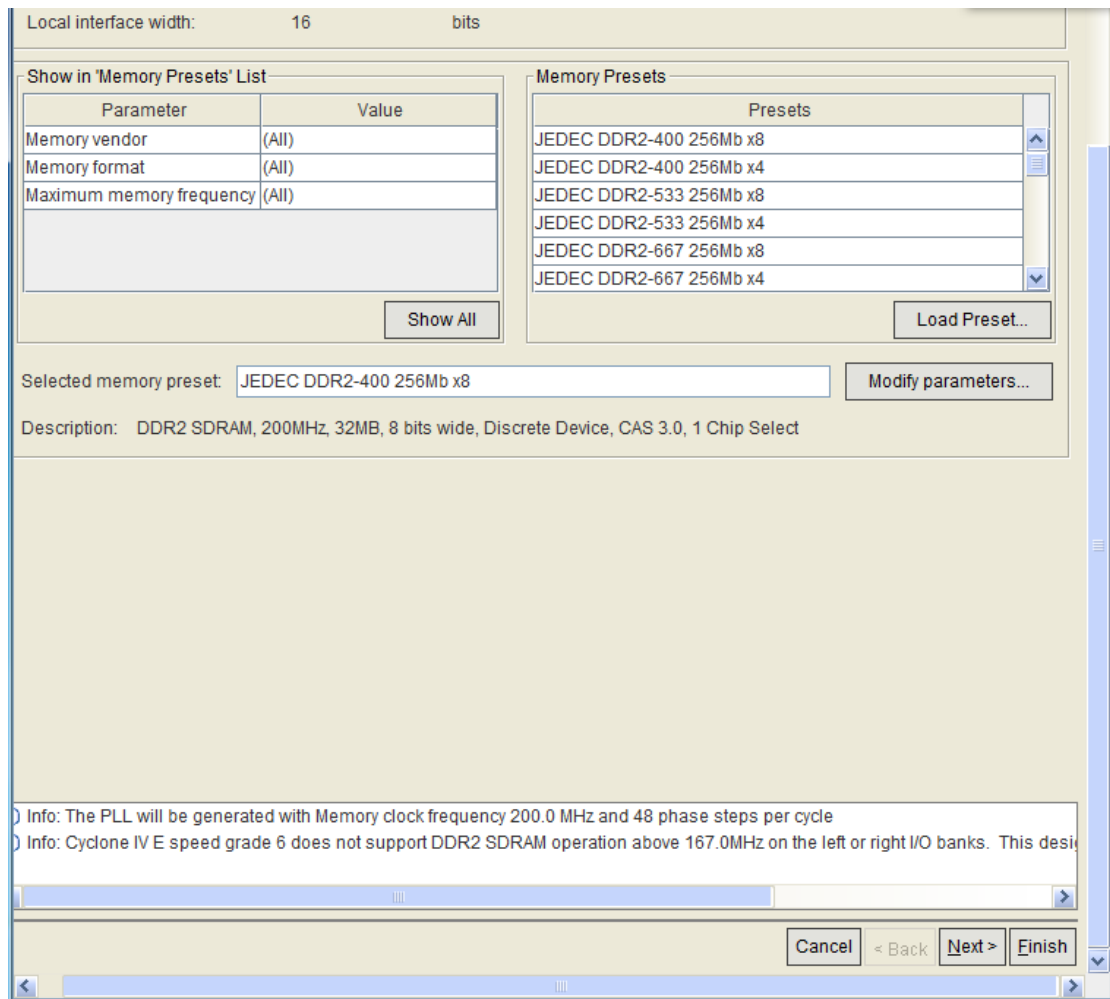 Local interface width: 16 bits
Show in 'Memory Presets' List
Parameter Value
Memory vendor (All)
Memory format (All)
Maximum memory frequency (All)
Show All
Memory Presets
Presets
JEDEC DDR2-400 256Mb x8
JEDEC DDR2-400 256Mb x4
JEDEC DDR2-533 256Mb x8
JEDEC DDR2-533 256Mb x4
JEDEC DDR2-667 256Mb x8
JEDEC DDR2-667 256Mb x4
Load Preset...
Selected memory preset: JEDEC DDR2-400 256Mb x8 Modify parameters...
Description: DDR2 SDRAM, 200MHz, 32MB, 8 bits wide, Discrete Device, CAS 3.0, 1 Chip Select
Info: The PLL will be generated with Memory clock frequency 200.0 MHz and 48 phase steps per cycle
Info: Cyclone IV E speed grade 6 does not support DDR2 SDRAM operation above 167.0MHz on the left or right I/O banks. This
Cancel < Back Next > Finish